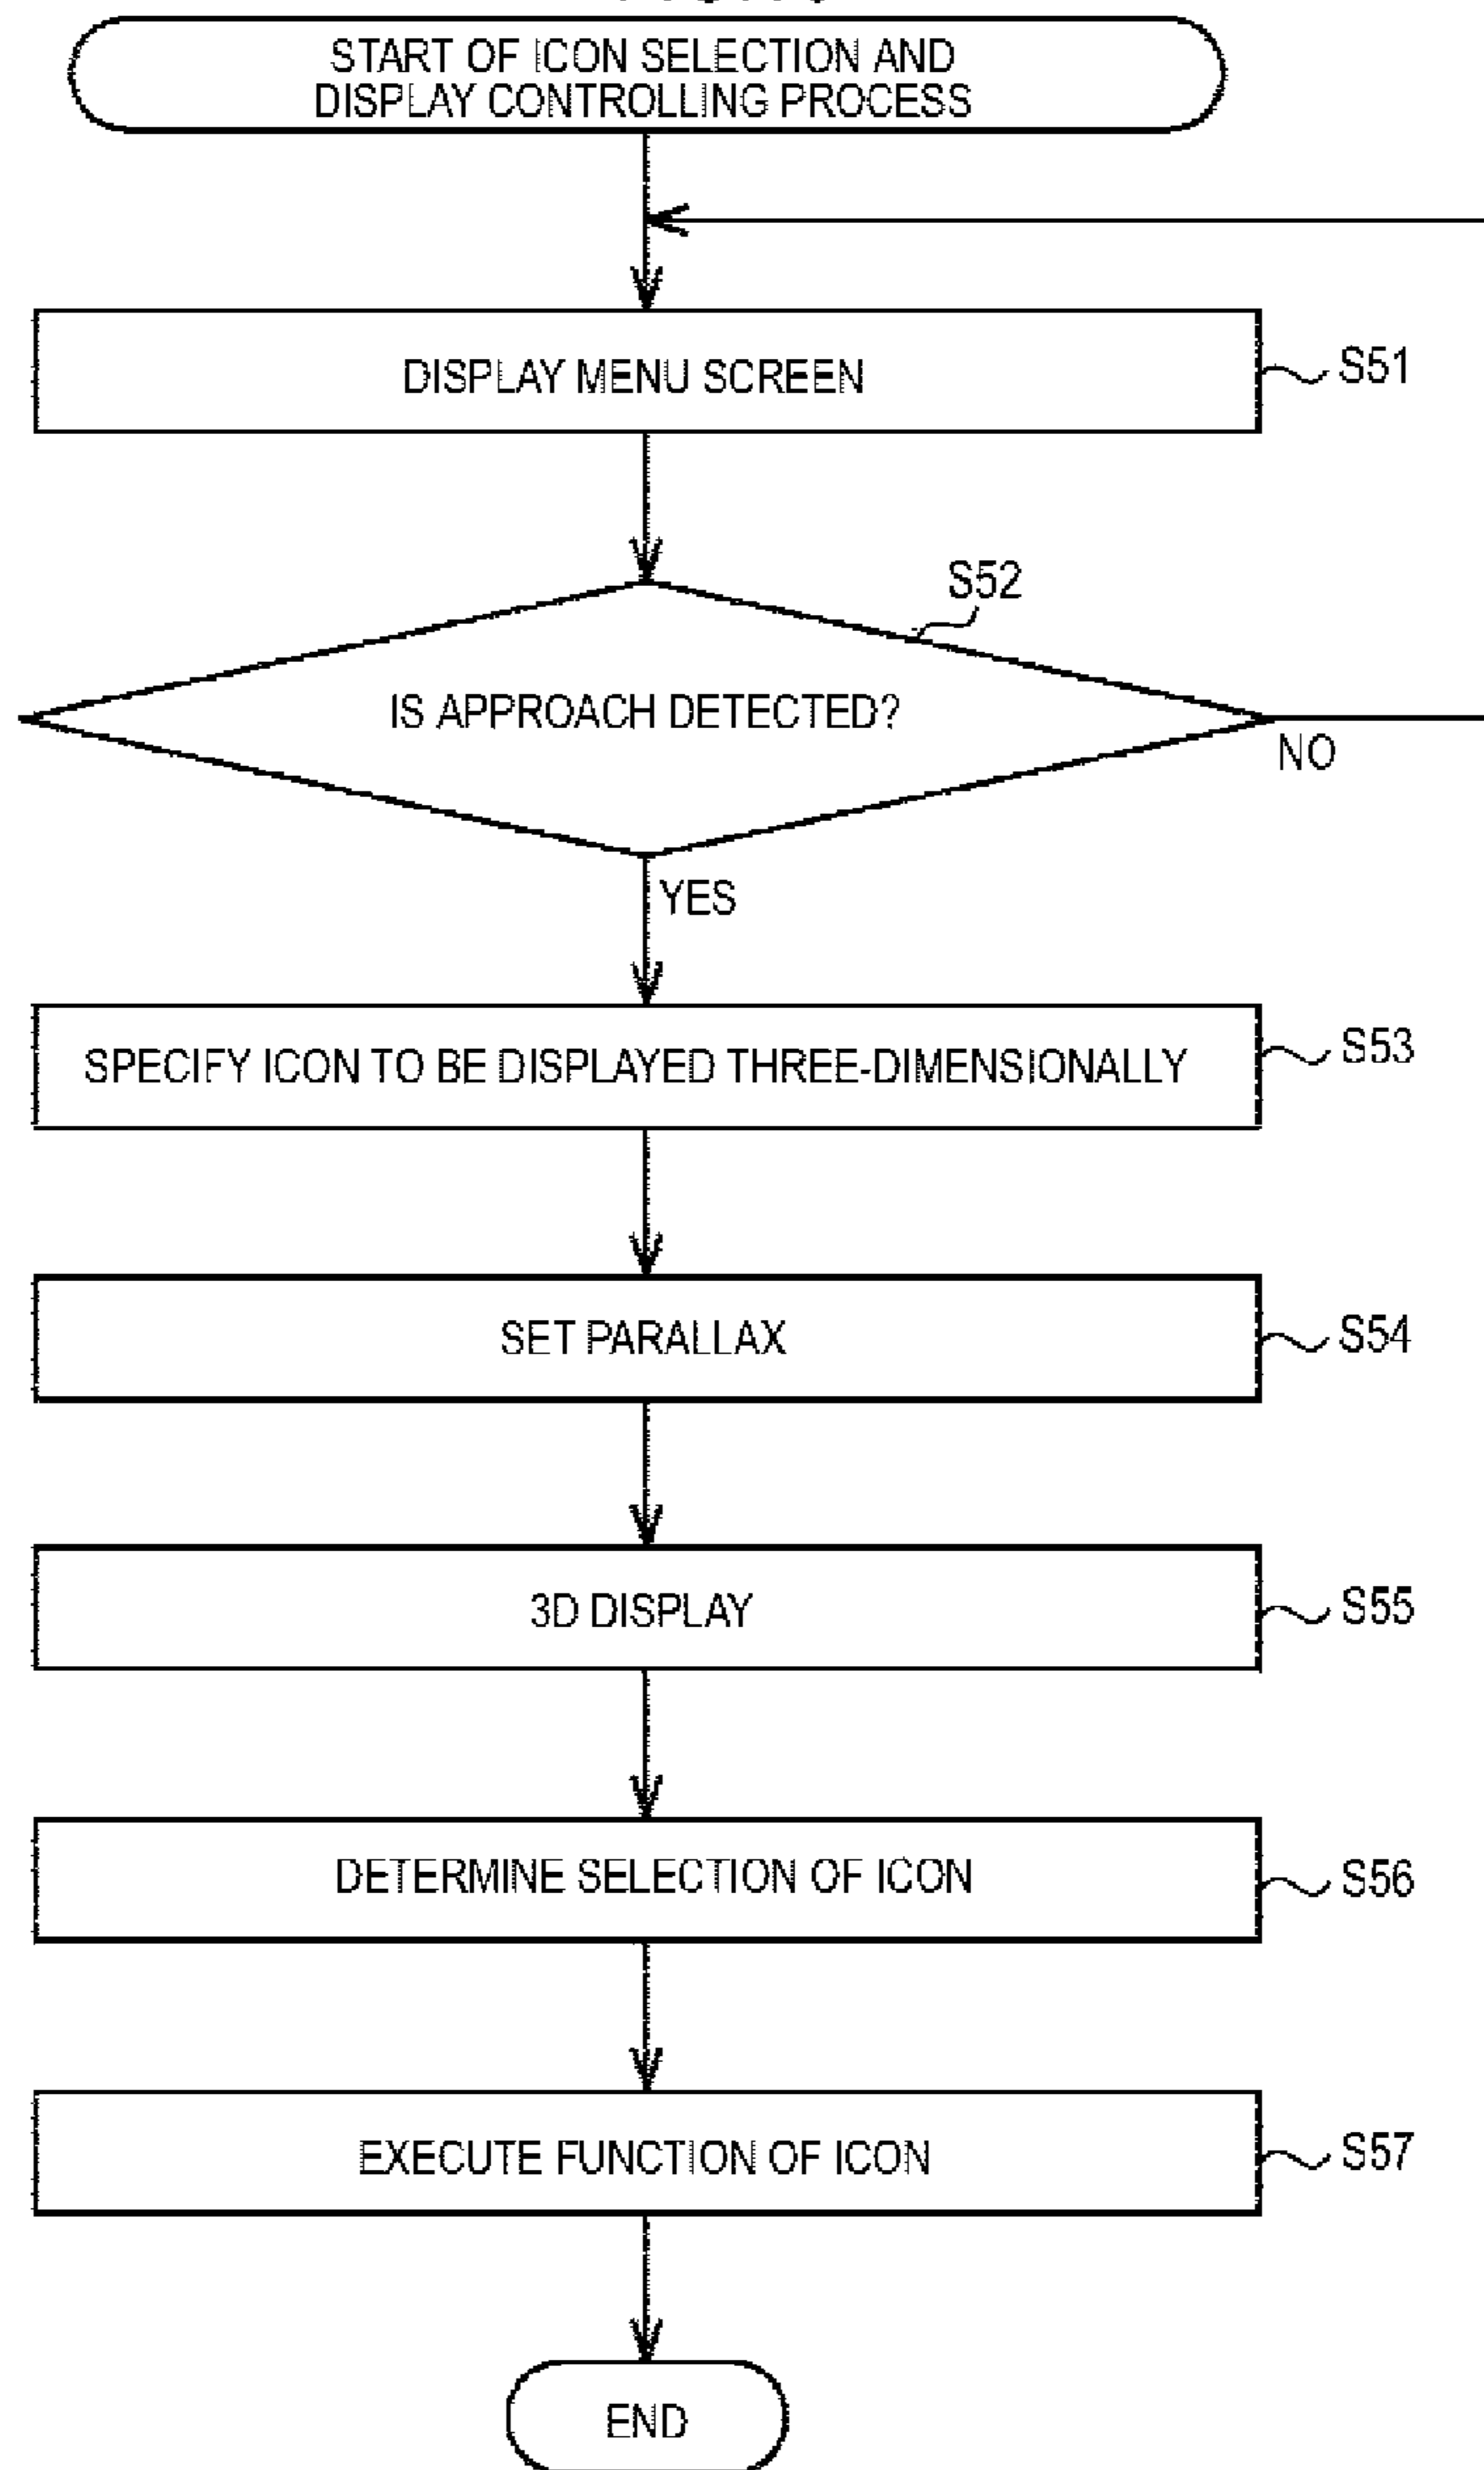 START OF ICON SELECTION AND
DISPLAY CONTROLLING PROCESS
DISPLAY MENU SCREEN
S51
S52
IS APPROACH DETECTED?
NO
YES
SPECIFY ICON TO BE DISPLAYED THREE-DIMENSIONALLY
S53
SET PARALLAX
S54
3D DISPLAY
S55
DETERMINE SELECTION OF ICON
S56
EXECUTE FUNCTION OF ICON
S57
END